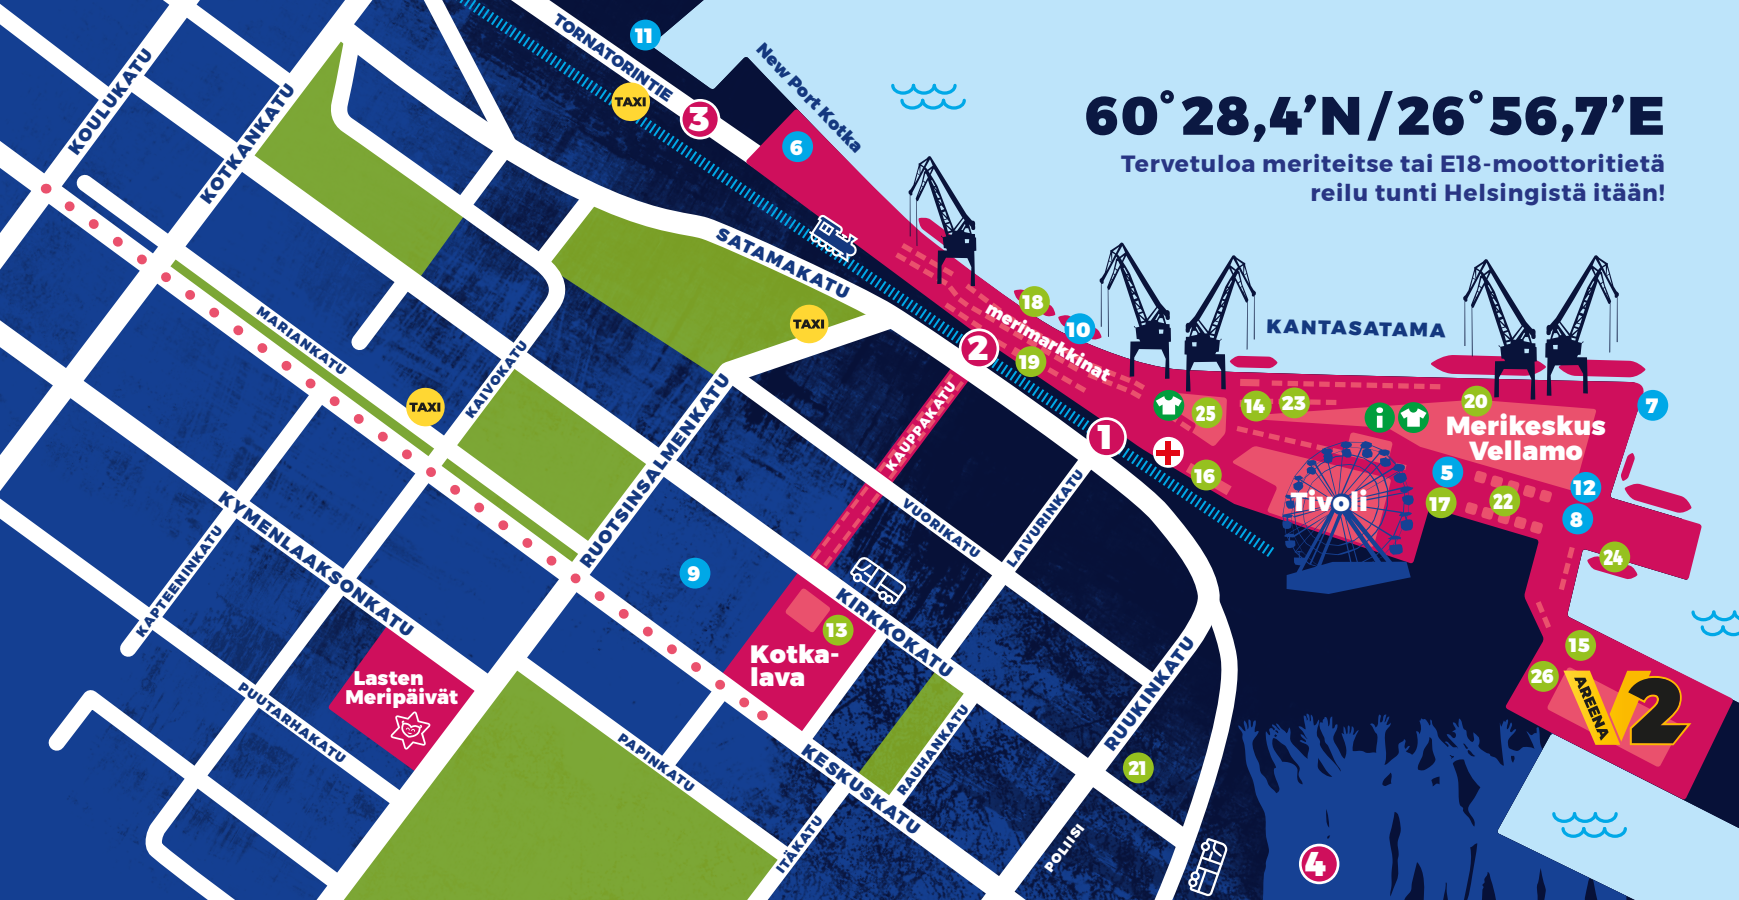 60°28,4’N/26°56,7’E
Tervetuloa meriteitse tai E18-moottoritietä
reilu tunti Helsingistä itään!
TORNATORINTIE
11
New Port Kotka
TAXI
3
6
KOULUKATU
KOTKANKATU
SATAMAKATU
MARIANKATU
TAXI
TAXI
KAIVOKATU
merimarkkinat
18
10
19
2
1
KANTASATAMA
25
14
23
i
20
7
Merikeskus
Vellamo
16
Tivoli
5
17
22
12
8
24
15
26
AREENA
V2
KAUPPAKATU
RUOTSINSALMENKATU
VUORIKATU
LAIVURINKATU
KYMENLAAKSONKATU
KAPTEENINKATU
9
KIRKKOKATU
13
Kotka-
lava
Lasten
Meripäivät
PUUTARHAKATU
PAPINKATU
KESKUSKATU
RAUHANKATU
RUUKINKATU
21
ITÄKATU
POLIISI
4